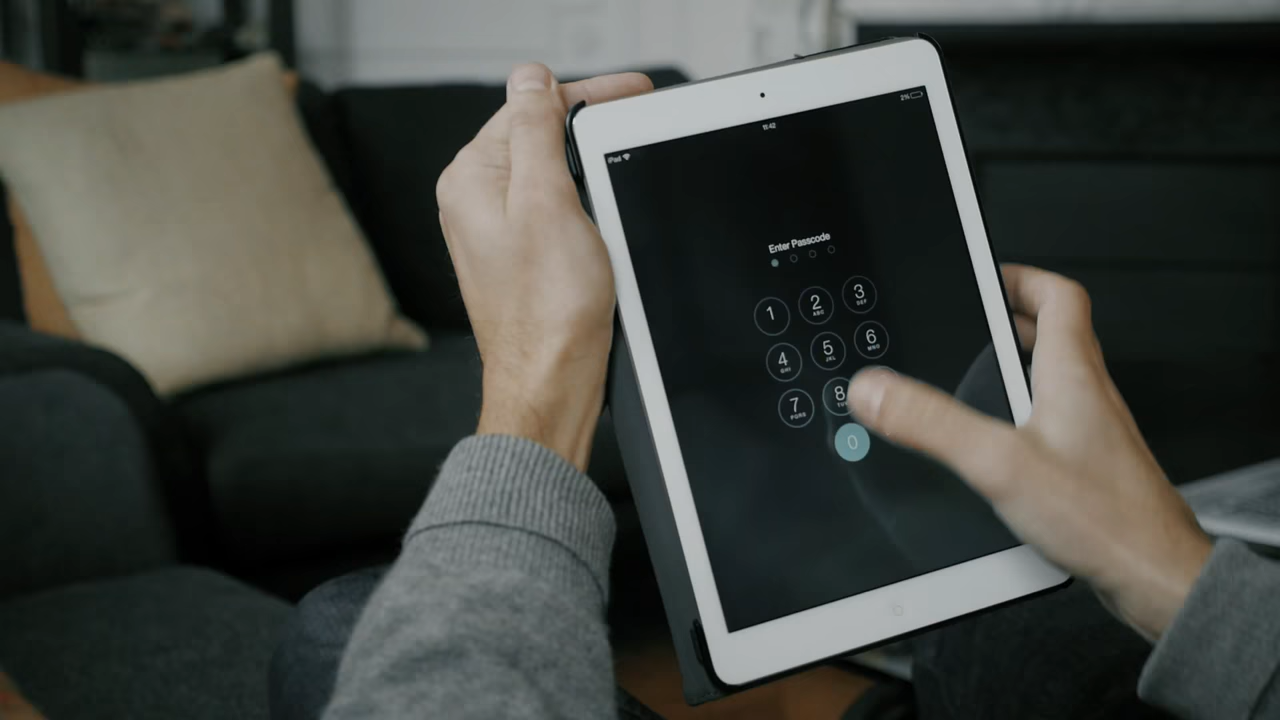 2%
11:42
iPad
Enter Passcode
1
2
ABC
3
DEF
4
GHI
5
JKL
6
MNO
7
PQRS
8
0